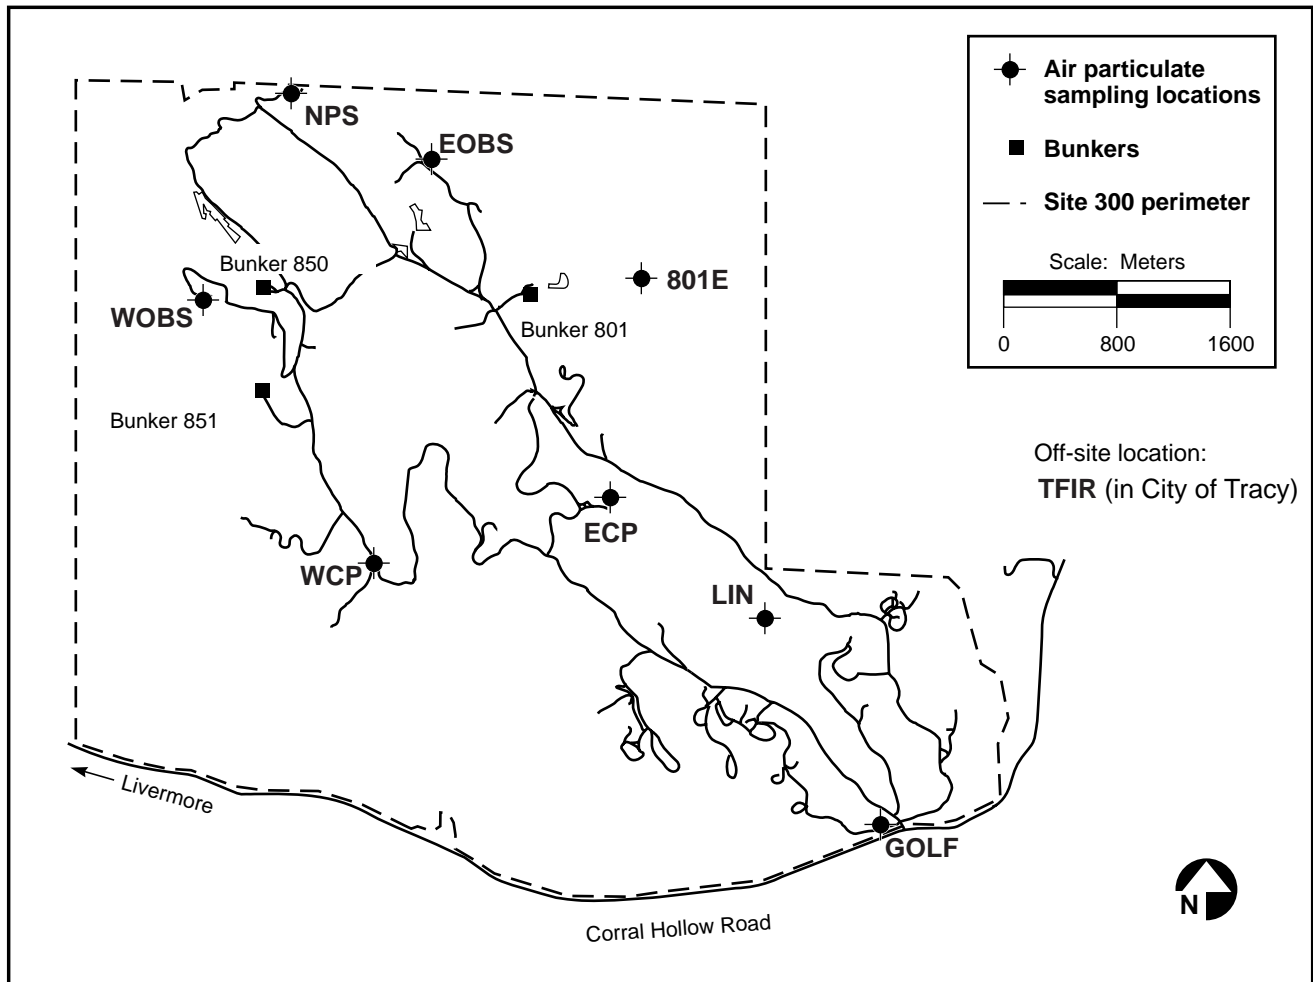 NPS
EOBS
Bunker 850
801E
WOBS
Bunker 801
Bunker 851
ECP
WCP
LIN
GOLF
Livermore
Corral Hollow Road
Air particulate
sampling locations
Bunkers
Site 300 perimeter
Scale: Meters
0 800 1600
Off-site location:
TFIR (in City of Tracy)
N